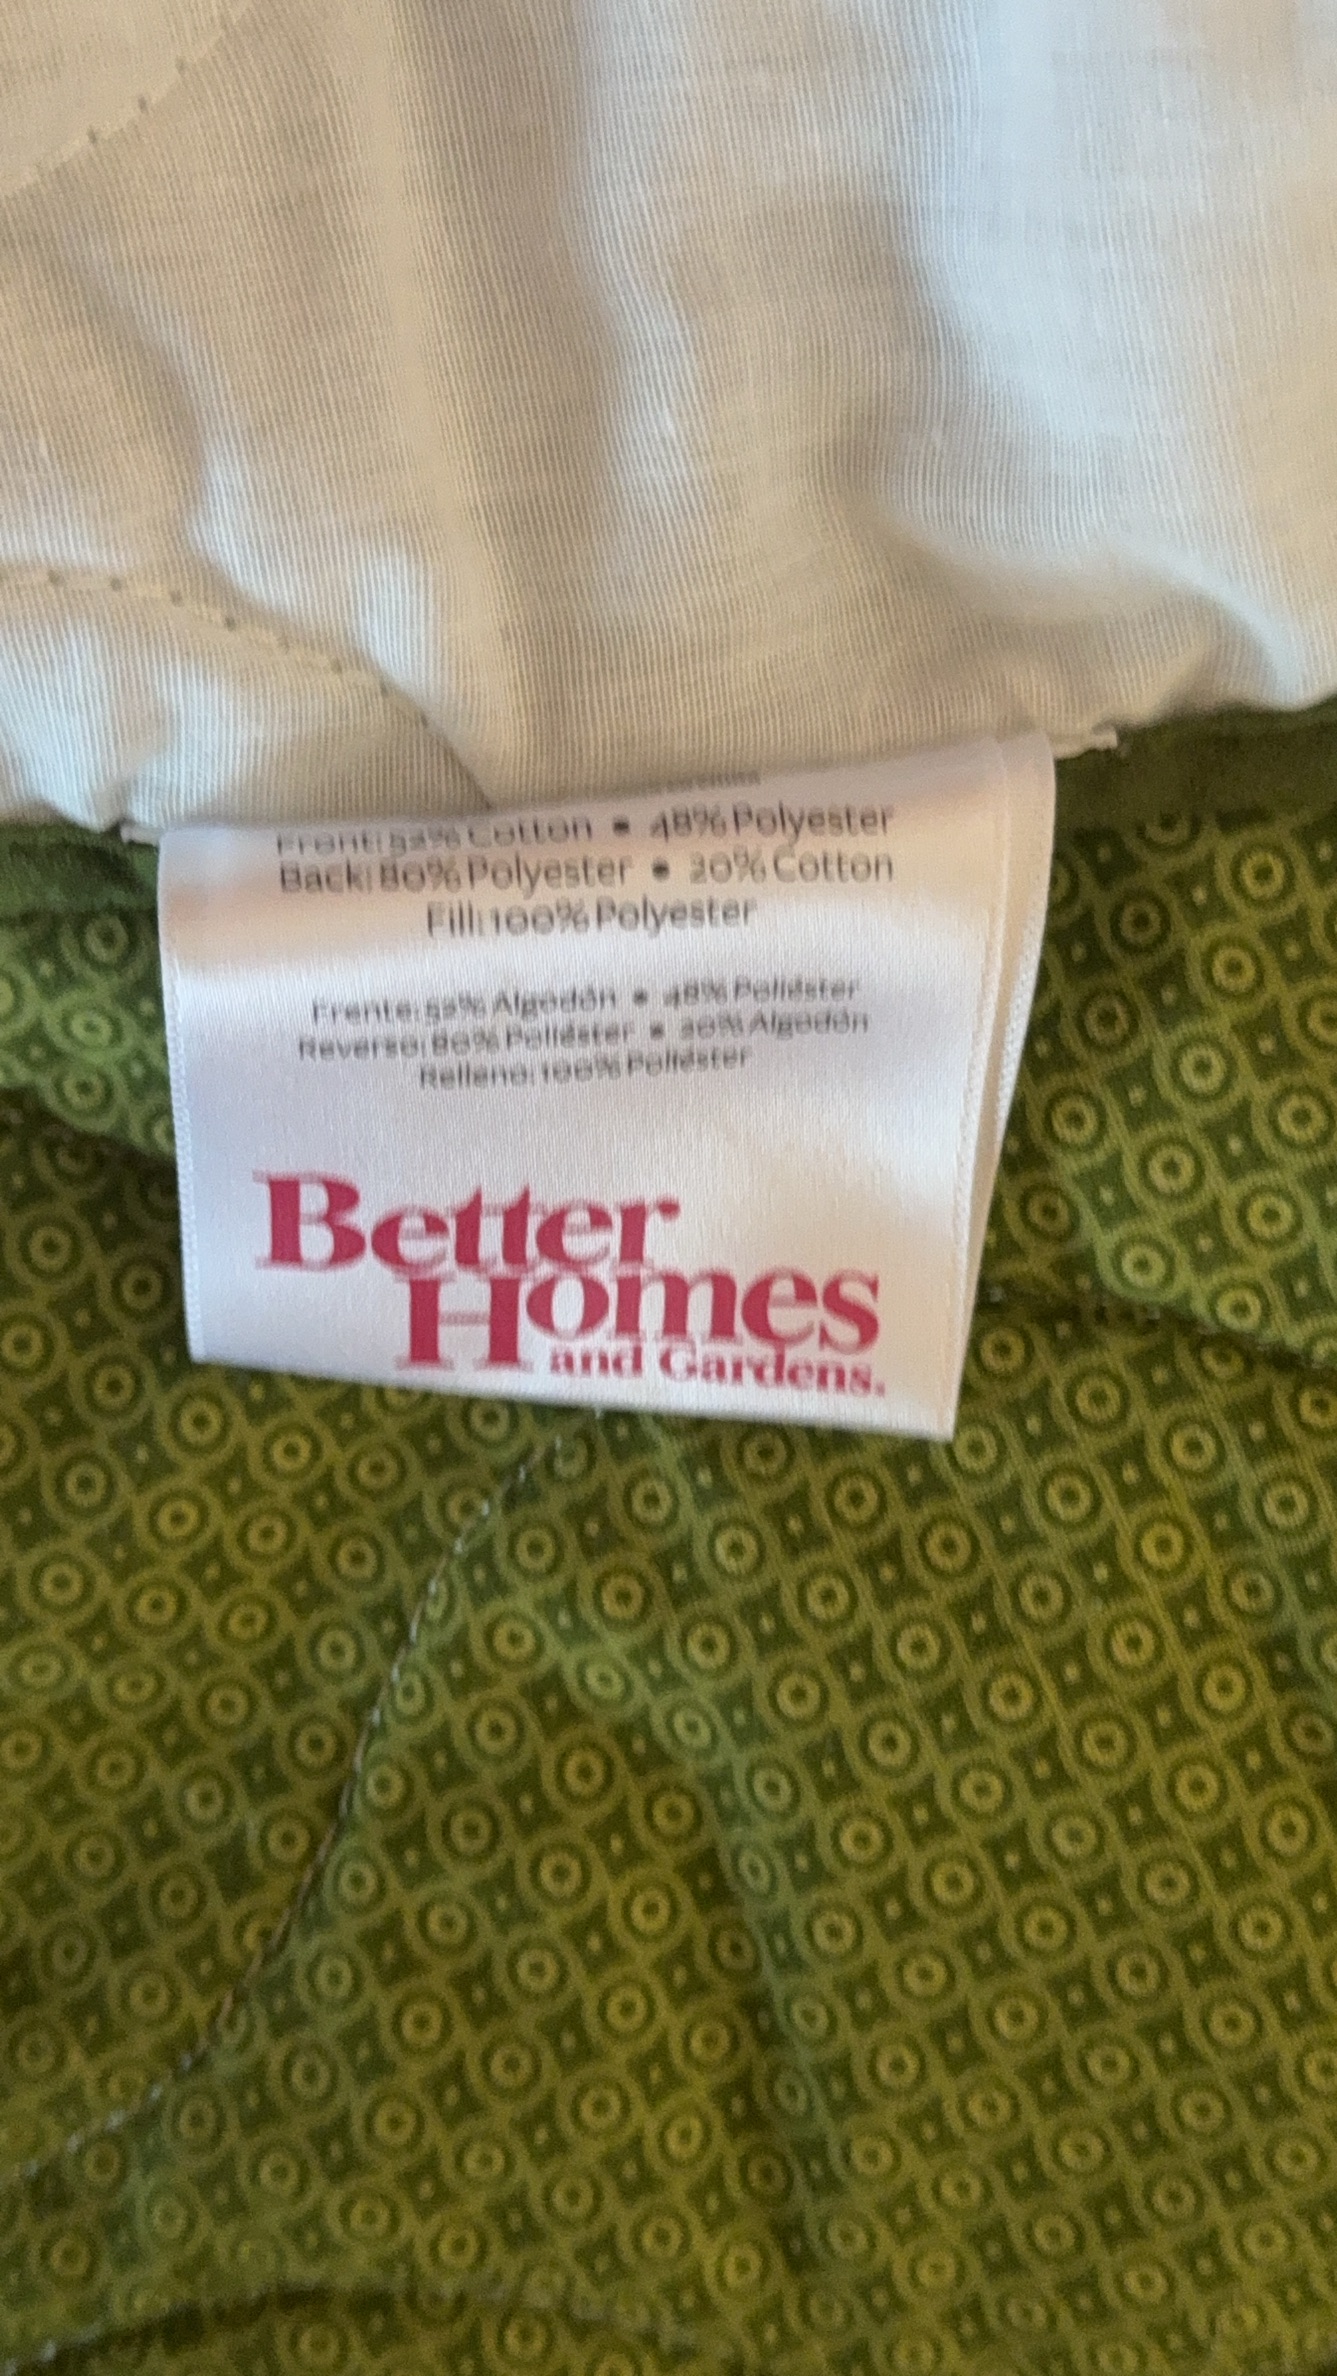 Front: 52% Cotton • 48% Polyester
Back: 80% Polyester • 20% Cotton
Fill: 100% Polyester
Frente: 52% Algodón • 48% Poliéster
Reverso: 80% Poliéster • 20% Algodón
Relleno: 100% Poliéster
Better
Homes
and Gardens.